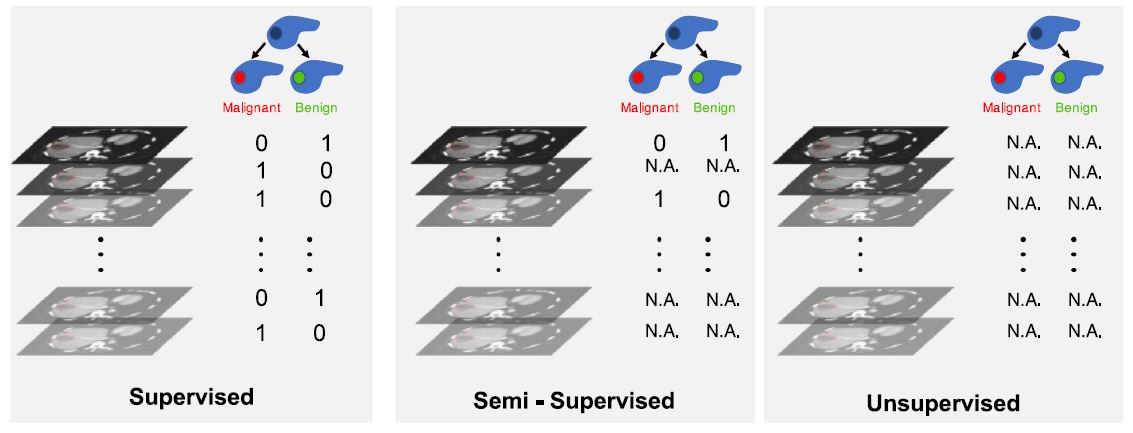 Malignant Benign
0 1
1 0
1 0
0 1
1 0
Supervised
Malignant Benign
0 1
N.A. N.A.
1 0
N.A. N.A.
N.A. N.A.
Semi - Supervised
Malignant Benign
N.A. N.A.
N.A. N.A.
N.A. N.A.
N.A. N.A.
N.A. N.A.
Unsupervised